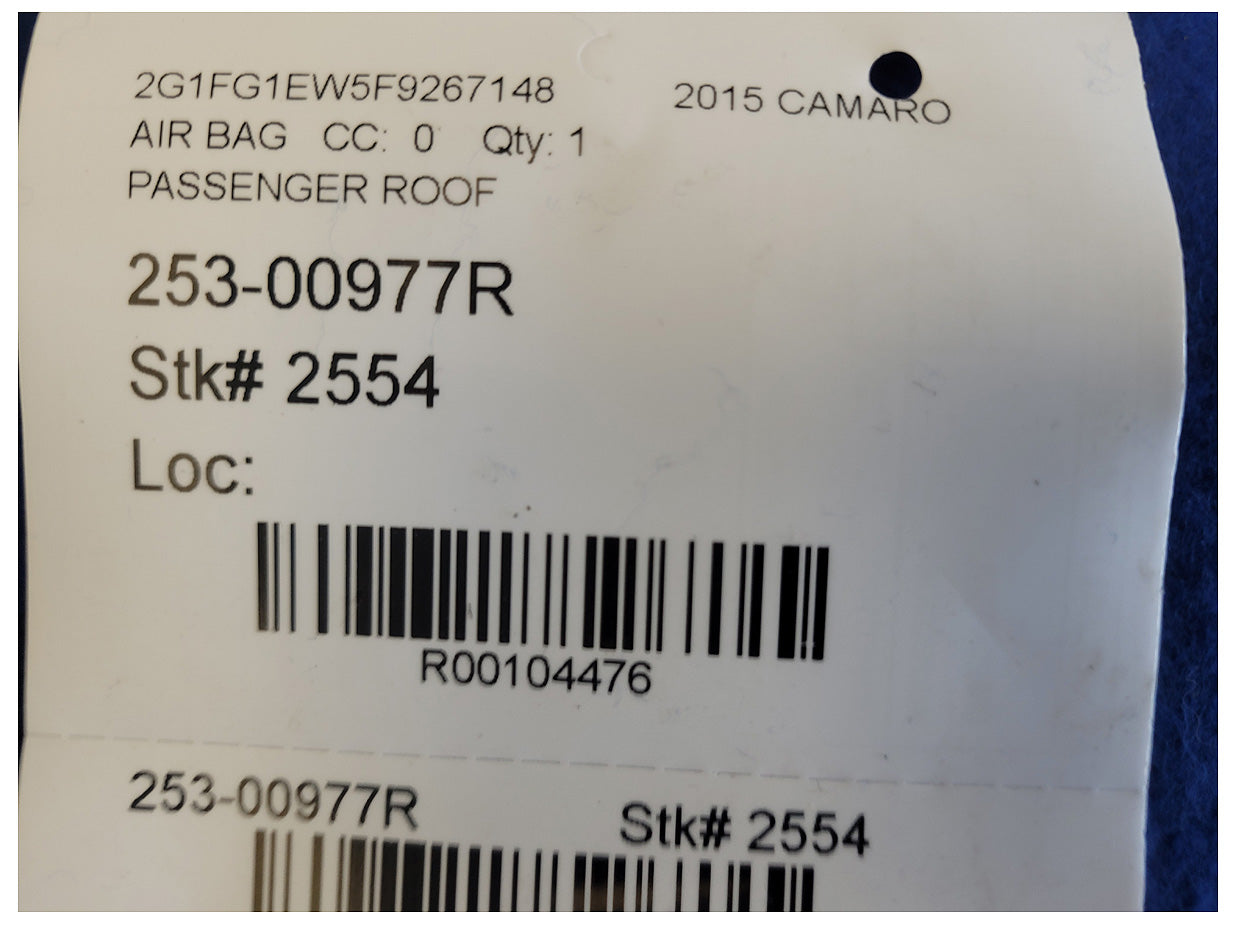 2G1FG1EW5F9267148 2015 CAMARO
AIR BAG CC: 0 Qty: 1
PASSENGER ROOF
253-00977R
Stk# 2554
Loc:
R00104476
253-00977R Stk# 2554